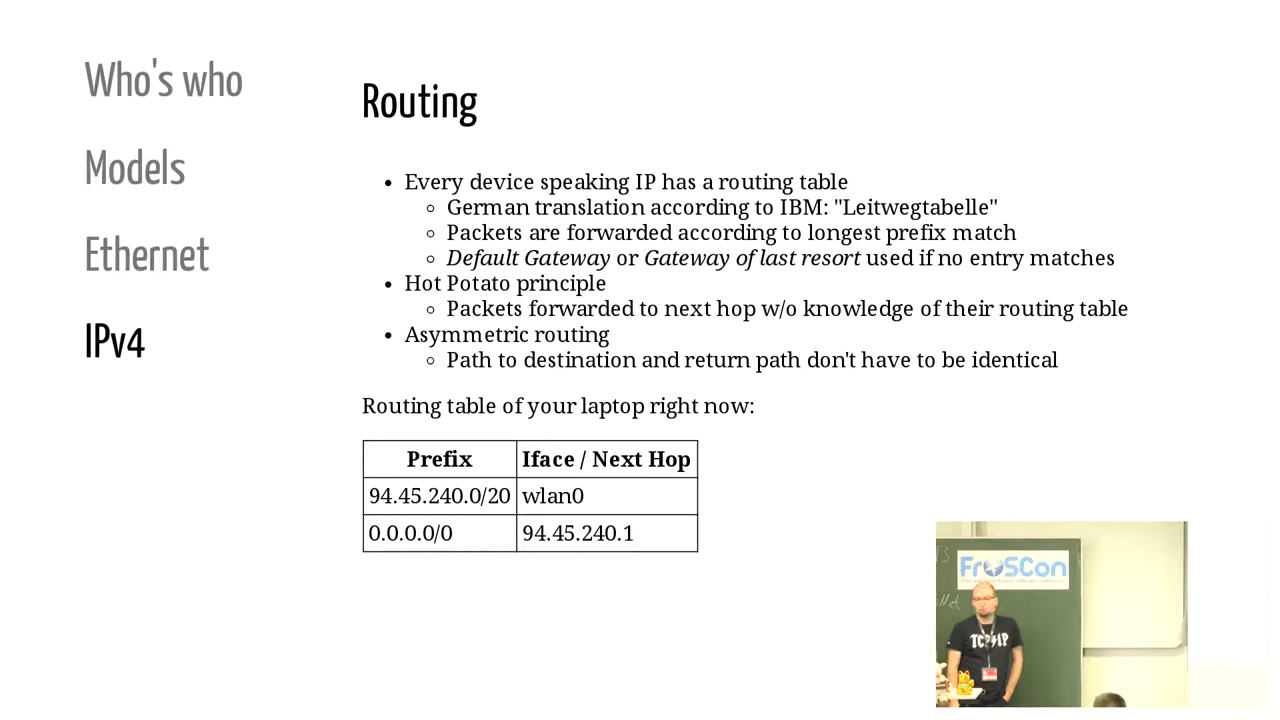 Who's who
Models
Ethernet
IPv4
Routing
• Every device speaking IP has a routing table
◦ German translation according to IBM: "Leitwegtabelle"
◦ Packets are forwarded according to longest prefix match
◦ Default Gateway or Gateway of last resort used if no entry matches
• Hot Potato principle
◦ Packets forwarded to next hop w/o knowledge of their routing table
• Asymmetric routing
◦ Path to destination and return path don't have to be identical
Routing table of your laptop right now:
Prefix Iface / Next Hop
94.45.240.0/20 wlan0
0.0.0.0/0 94.45.240.1
FrOSCon
TCP IP